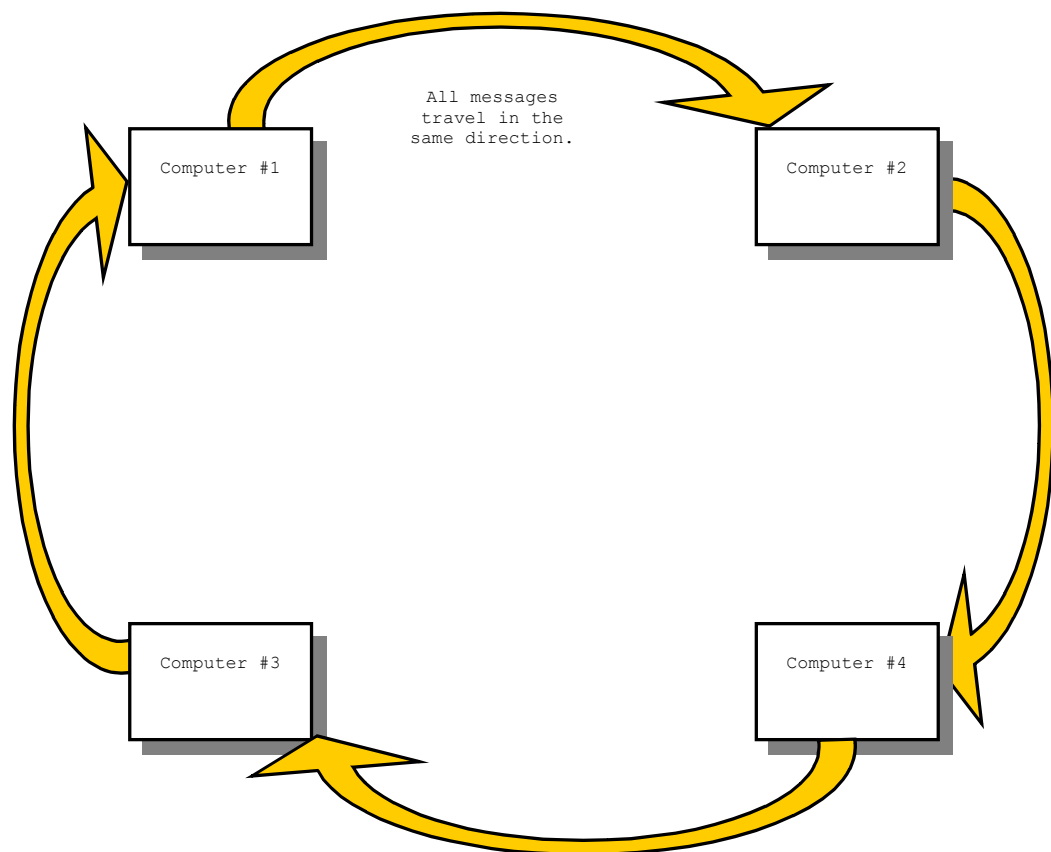 All messages
travel in the
same direction.
Computer #1
Computer #2
Computer #3
Computer #4